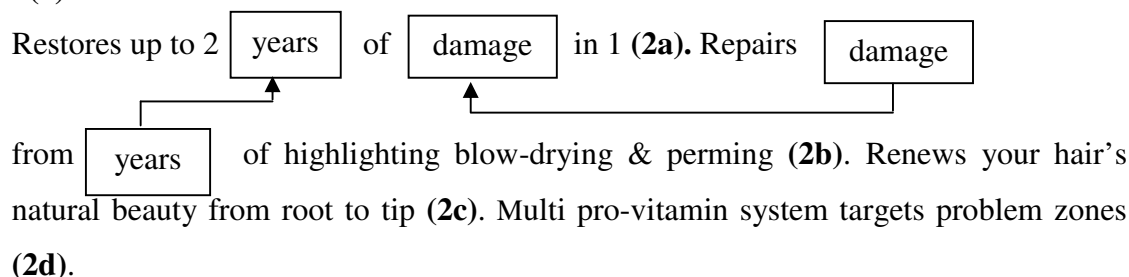 Restores up to 2 years of damage in 1 (2a). Repairs damage
from years of highlighting blow-drying & perming (2b). Renews your hair’s
natural beauty from root to tip (2c). Multi pro-vitamin system targets problem zones
(2d).